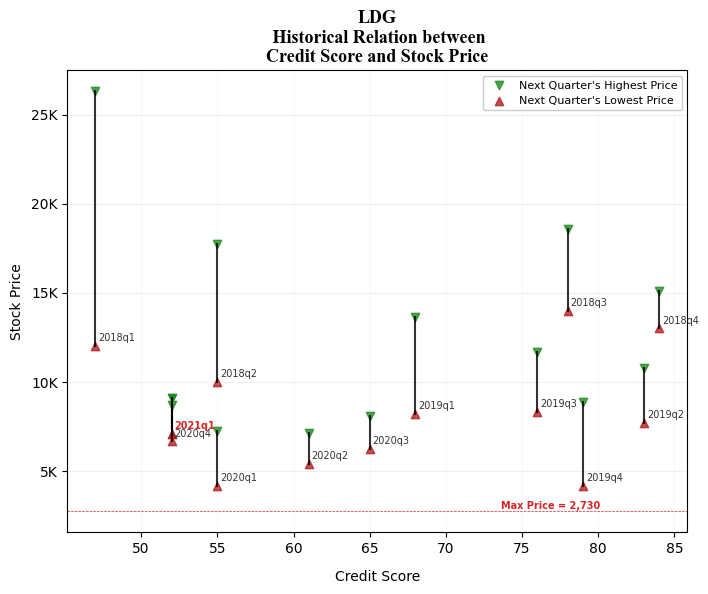 LDG
Historical Relation between
Credit Score and Stock Price
Next Quarter's Highest Price
Next Quarter's Lowest Price
25K
20K
15K
10K
5K
Stock Price
2018q1
2018q2
2018q3
2018q4
2019q1
2019q3
2019q2
2021q1
2020q4
2020q3
2020q2
2020q1
2019q4
Max Price = 2,730
50 55 60 65 70 75 80 85
Credit Score